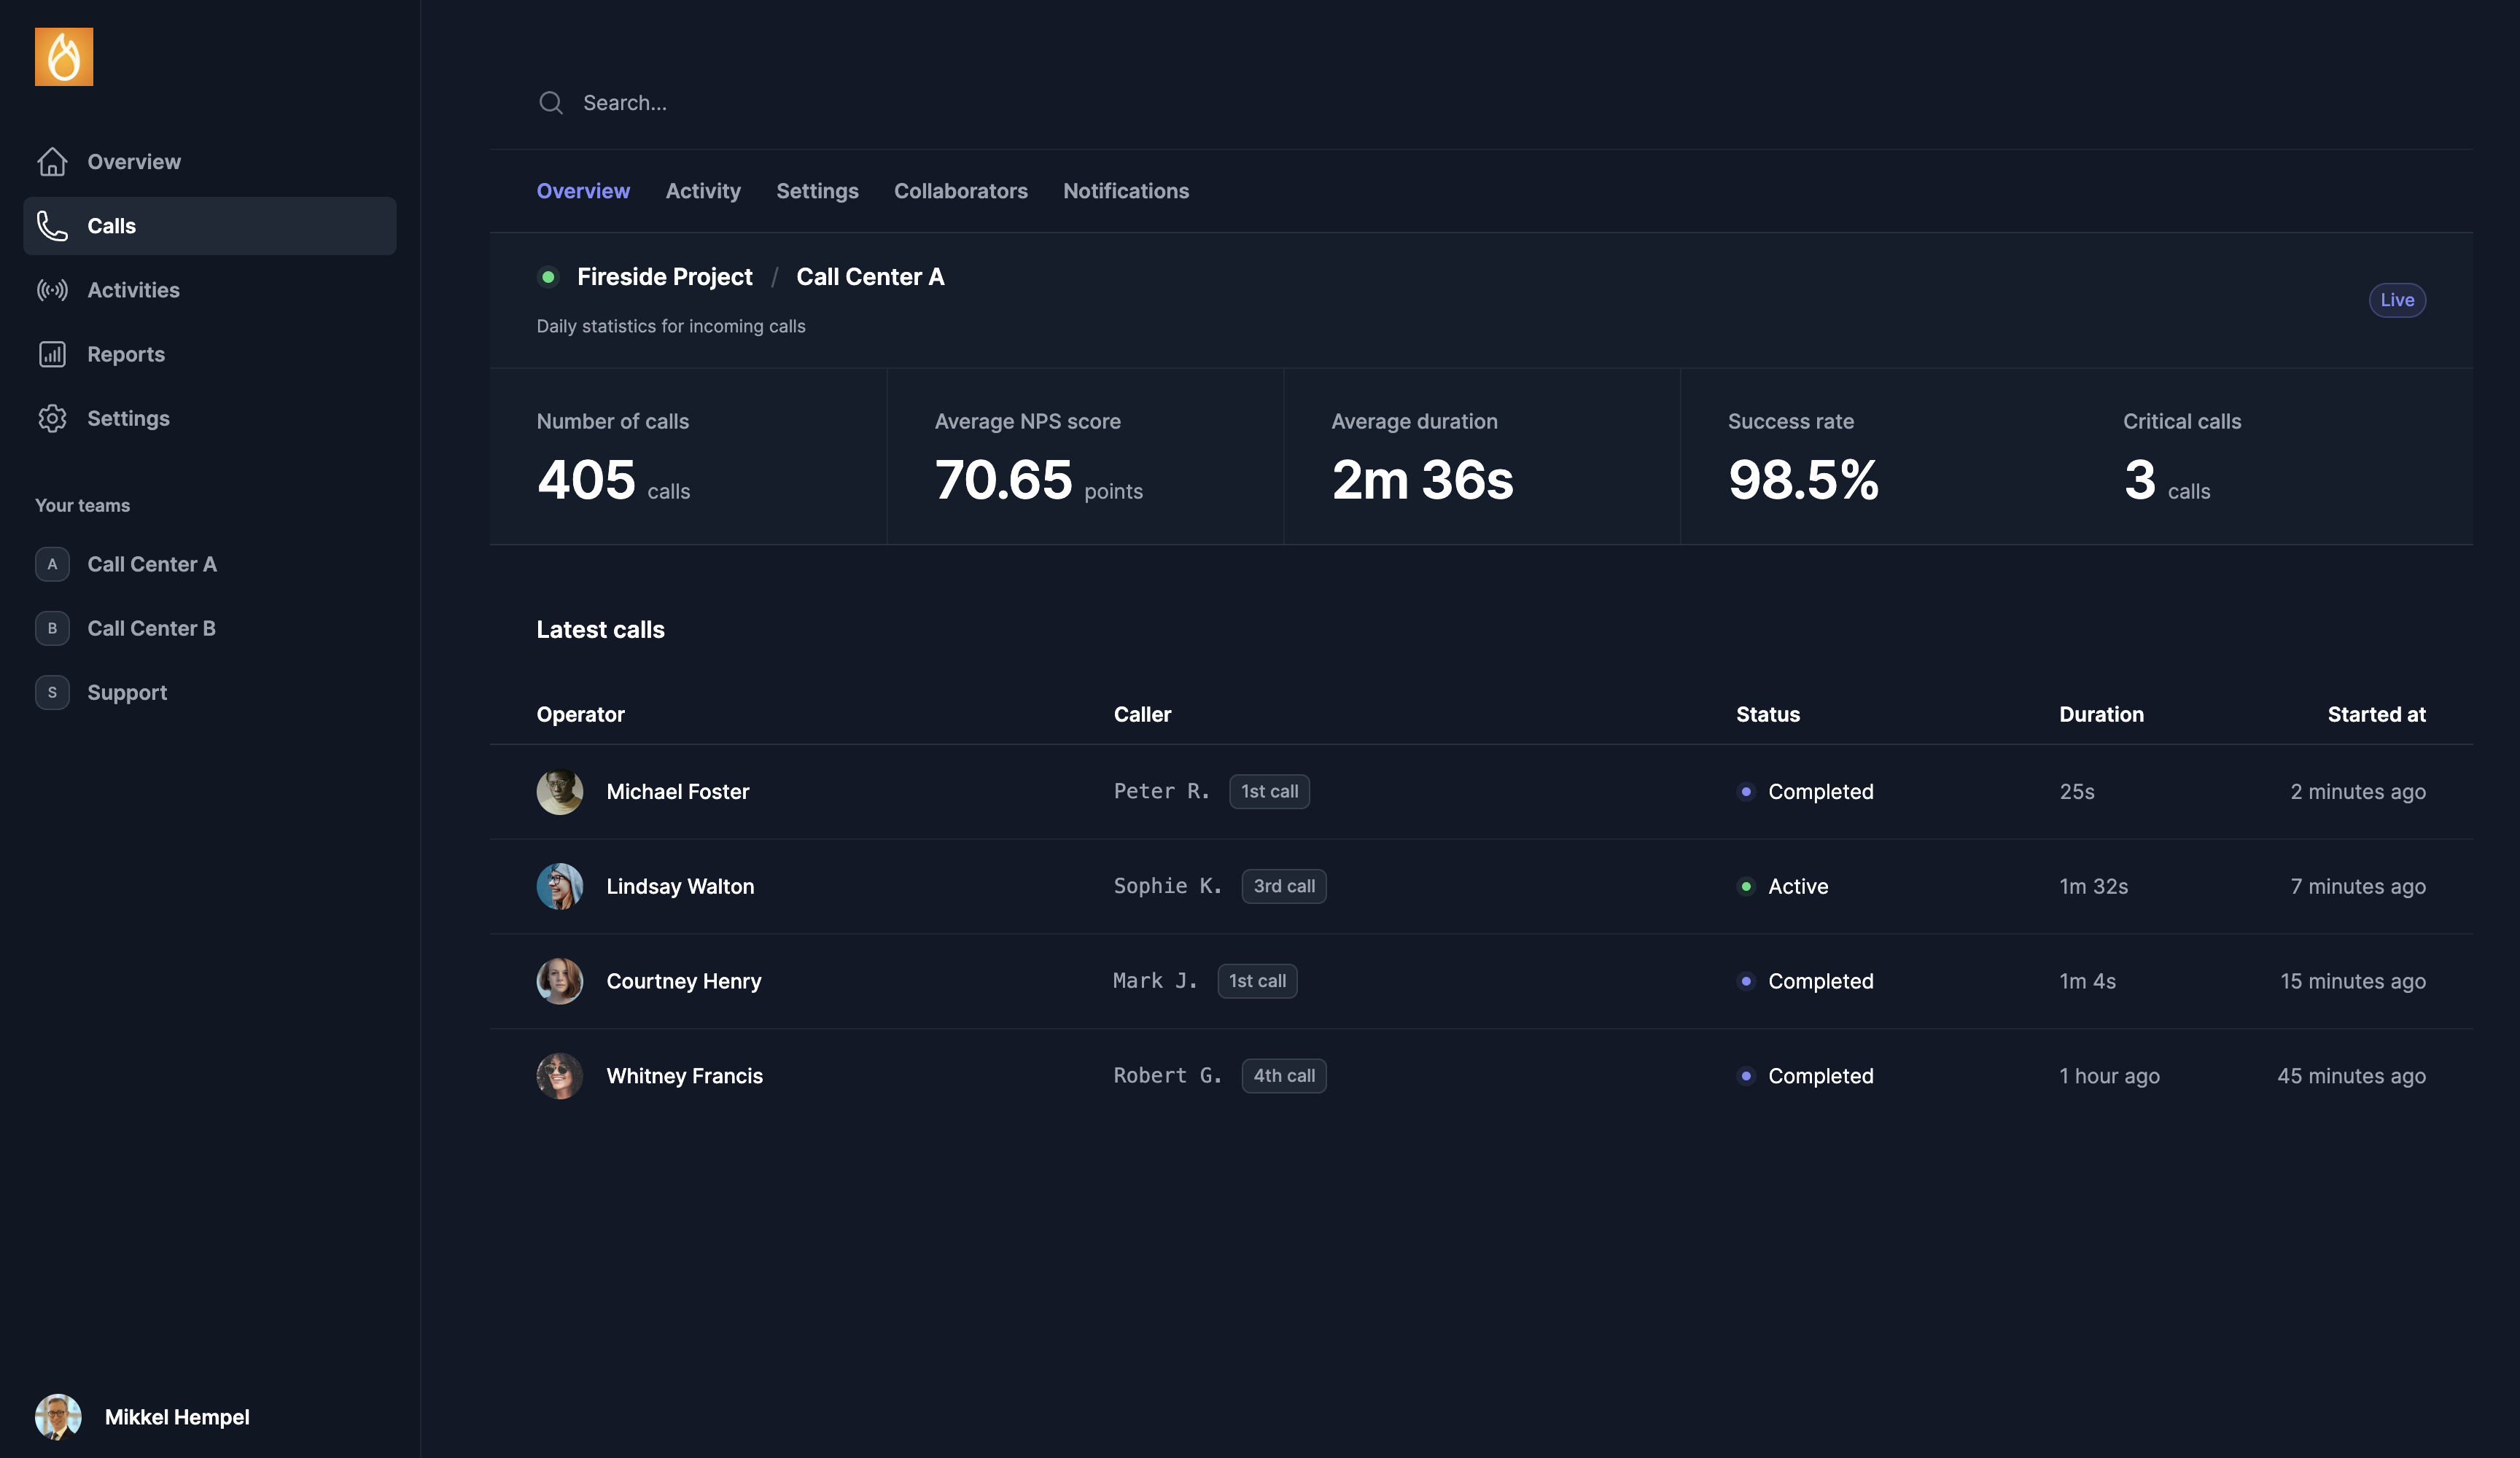 Overview
Calls
Activities
Reports
Settings
Your teams
A Call Center A
B Call Center B
S Support
Mikkel Hempel
Search...
Overview Activity Settings Collaborators Notifications
Fireside Project / Call Center A
Daily statistics for incoming calls
Live
Number of calls
405 calls
Average NPS score
70.65 points
Average duration
2m 36s
Success rate
98.5%
Critical calls
3 calls
Latest calls
Operator Caller Status Duration Started at
Michael Foster Peter R. 1st call Completed 25s 2 minutes ago
Lindsay Walton Sophie K. 3rd call Active 1m 32s 7 minutes ago
Courtney Henry Mark J. 1st call Completed 1m 4s 15 minutes ago
Whitney Francis Robert G. 4th call Completed 1 hour ago 45 minutes ago